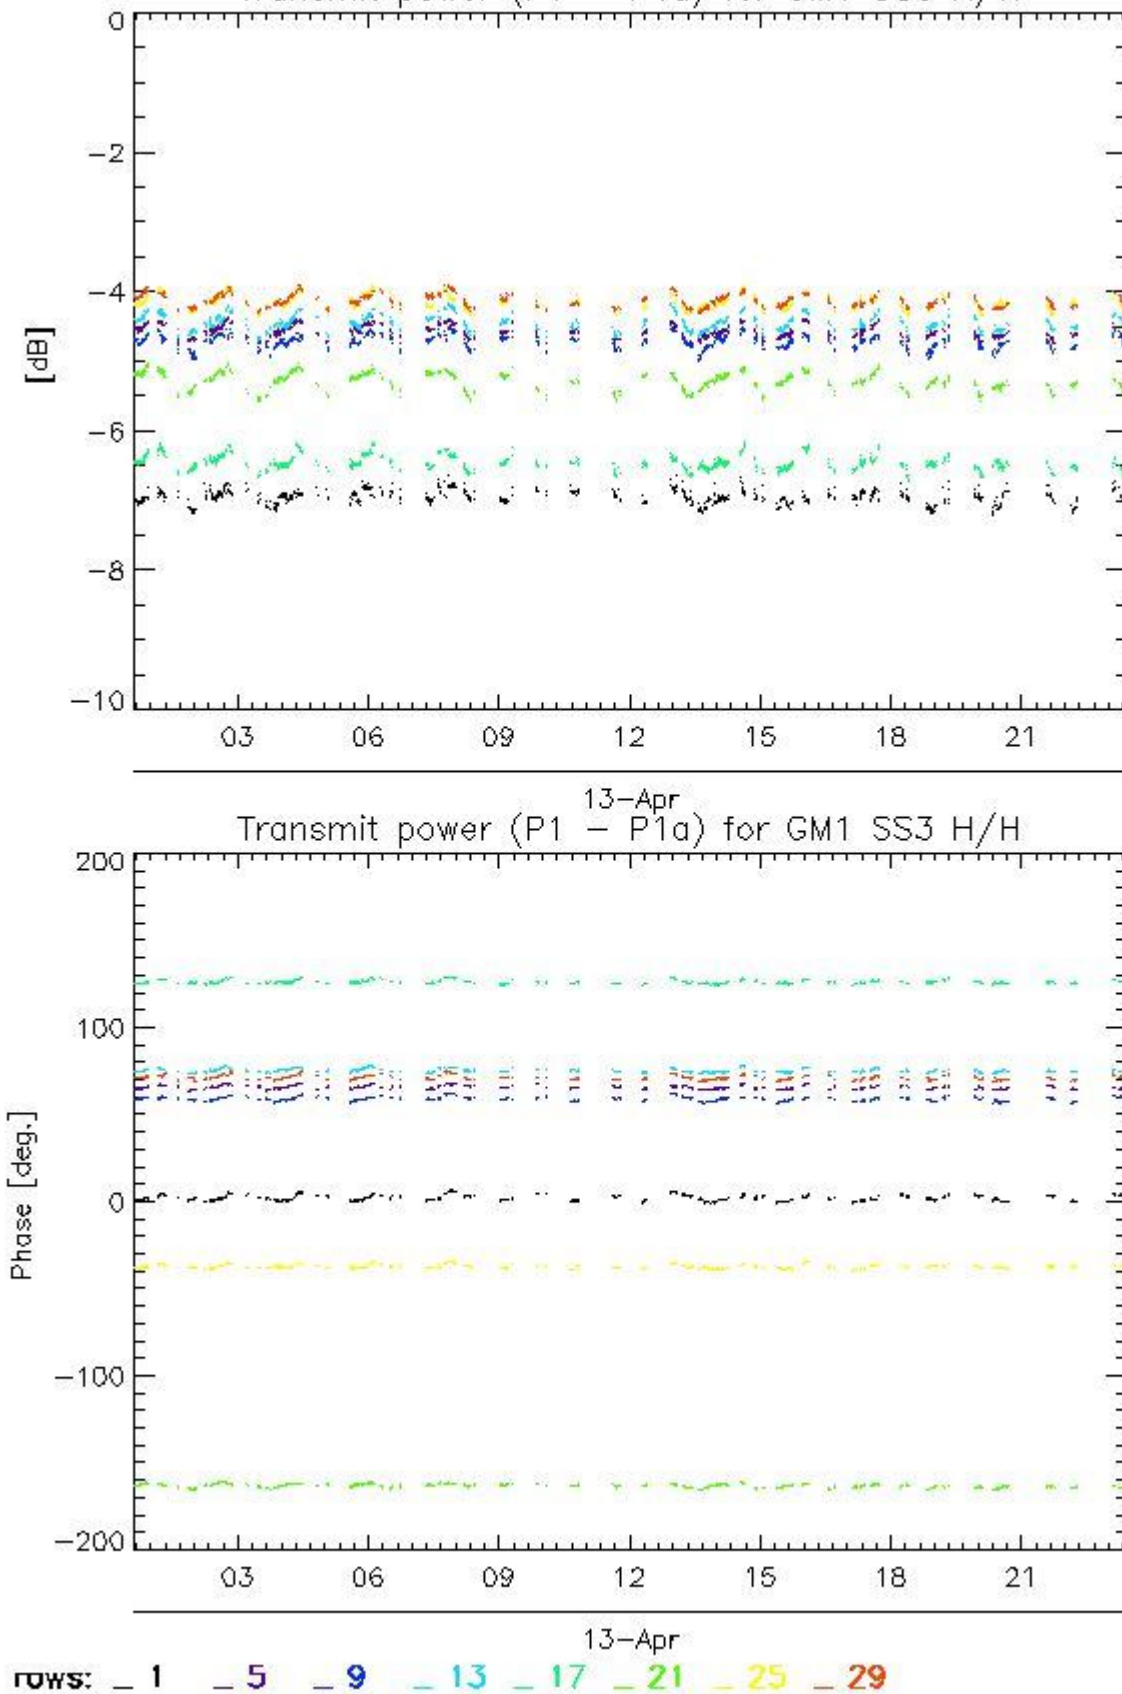 0
−2
−4
[dB]
−6
−8
−10
03 06 09 12 15 18 21
13−Apr
Transmit power (P1 − P1a) for GM1 SS3 H/H
200
100
Phase [deg.]
0
−100
−200
03 06 09 12 15 18 21
13−Apr
rows: _ 1 _ 5 _ 9 _ 13 _ 17 _ 21 _ 25 _ 29